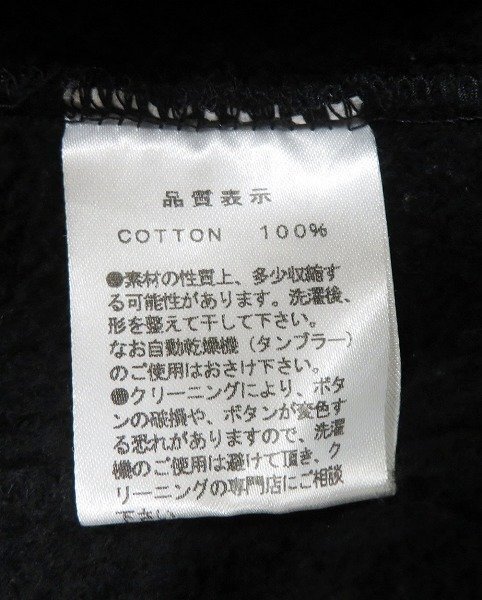 品質表示
COTTON 100%
●素材の性質上、多少収縮す
る可能性があります。洗濯後、
形を整えて干して下さい。
なお自動乾燥機（タンブラー）
のご使用はおさけ下さい。
●クリーニングにより、ボタ
ンの破損や、ボタンが変色す
る恐れがありますので、洗濯
機のご使用は避けて頂き、ク
リーニングの専門店にご相談
下さい